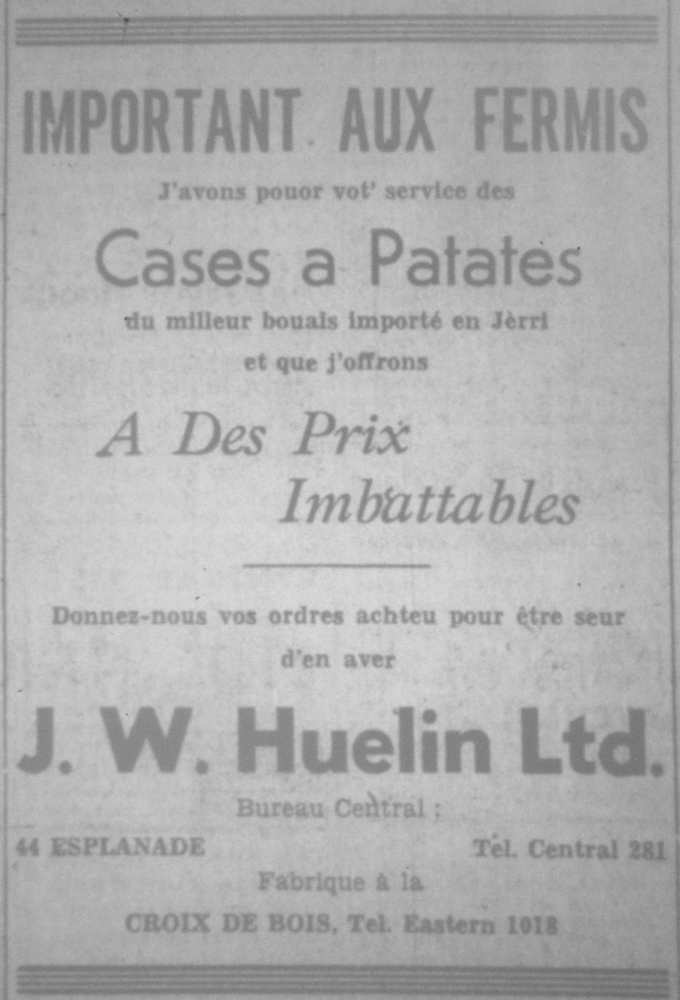 IMPORTANT AUX FERMIS
J'avons pouor vot' service des
Cases a Patates
du milleur bouais importé en Jèrri
et que j'offrons
A Des Prix
Imbattables
Donnez-nous vos ordres achteu pour être seur
d'en aver
J. W. Huelin Ltd.
Bureau Central :
44 ESPLANADE Tel. Central 281
Fabrique à la
CROIX DE BOIS, Tel. Eastern 1018